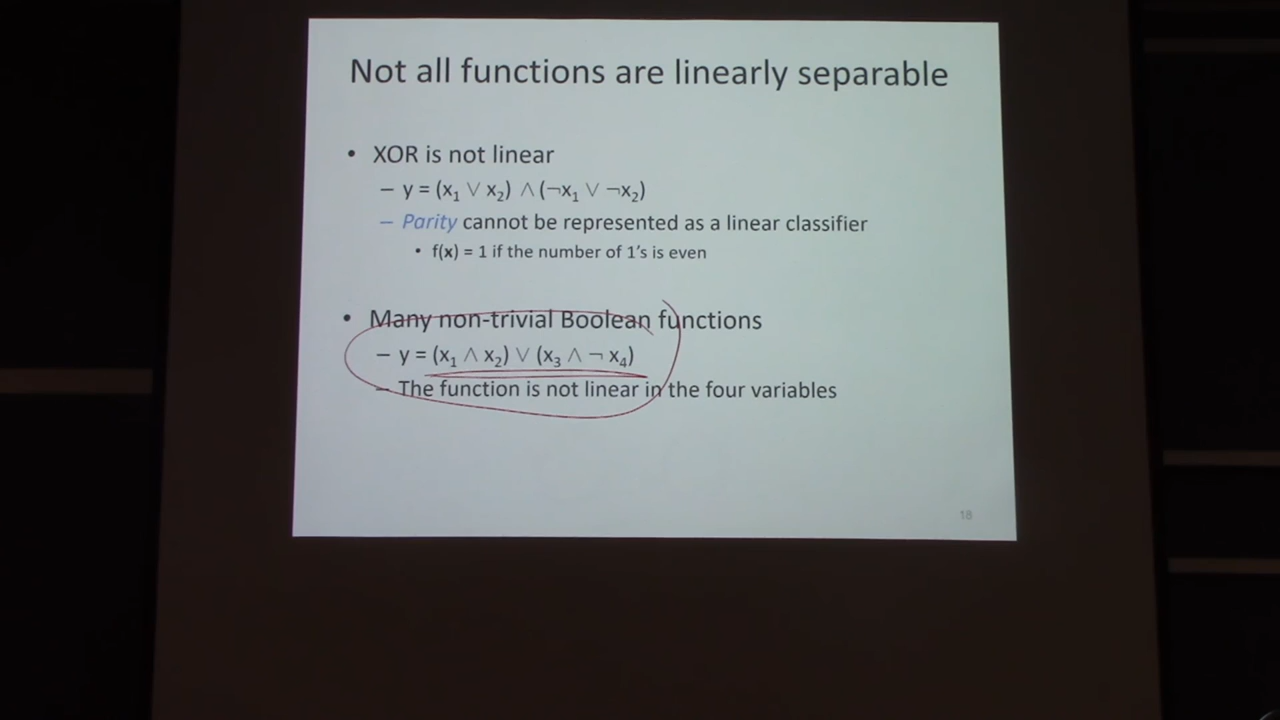 Not all functions are linearly separable
• XOR is not linear
– y = (x₁ ∨ x₂) ∧ (¬x₁ ∨ ¬x₂)
– Parity cannot be represented as a linear classifier
• f(x) = 1 if the number of 1's is even
• Many non-trivial Boolean functions
– y = (x₁ ∧ x₂) ∨ (x₃ ∧ ¬ x₄)
– The function is not linear in the four variables
18